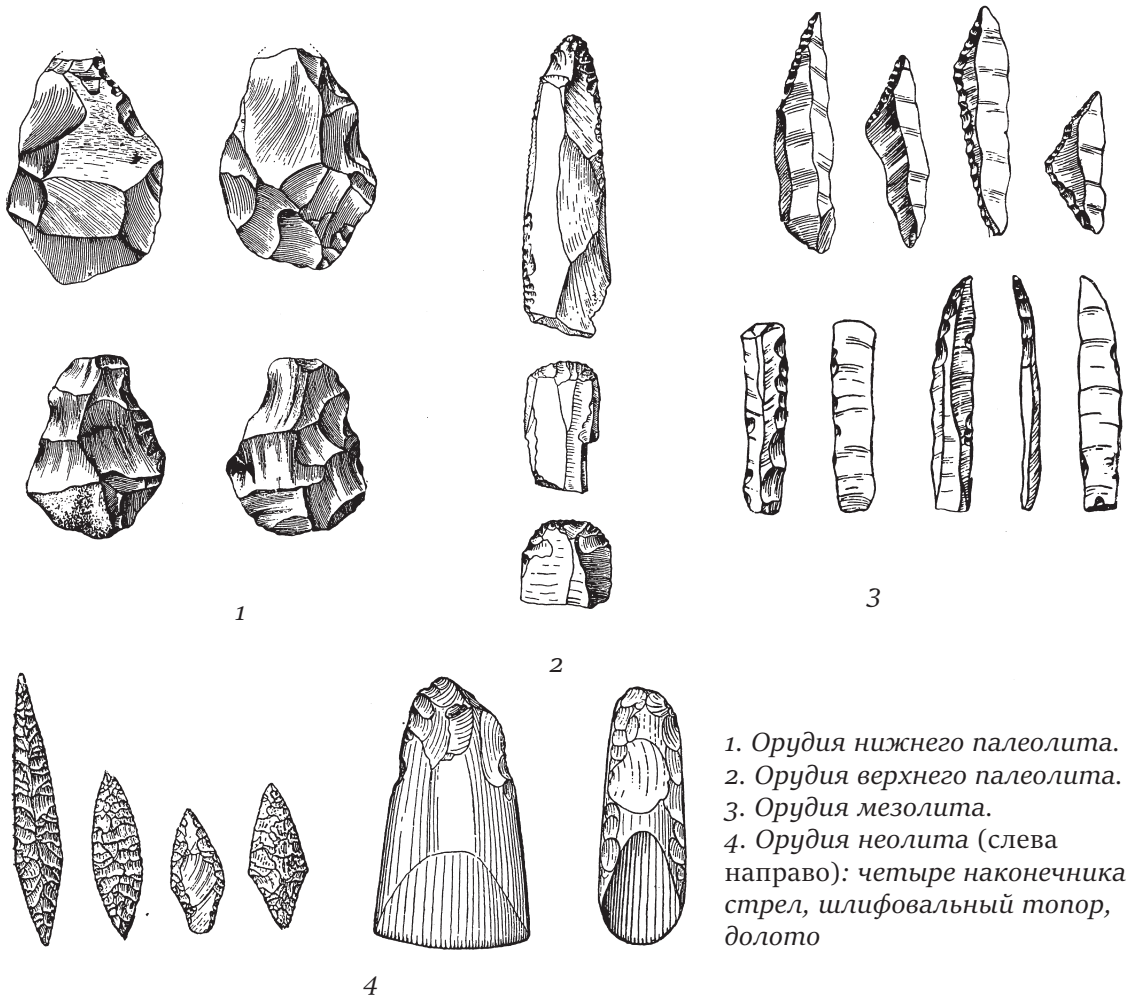 1
2
3
4
1. Орудия нижнего палеолита.
2. Орудия верхнего палеолита.
3. Орудия мезолита.
4. Орудия неолита (слева
направо): четыре наконечника
стрел, шлифовальный топор,
долото